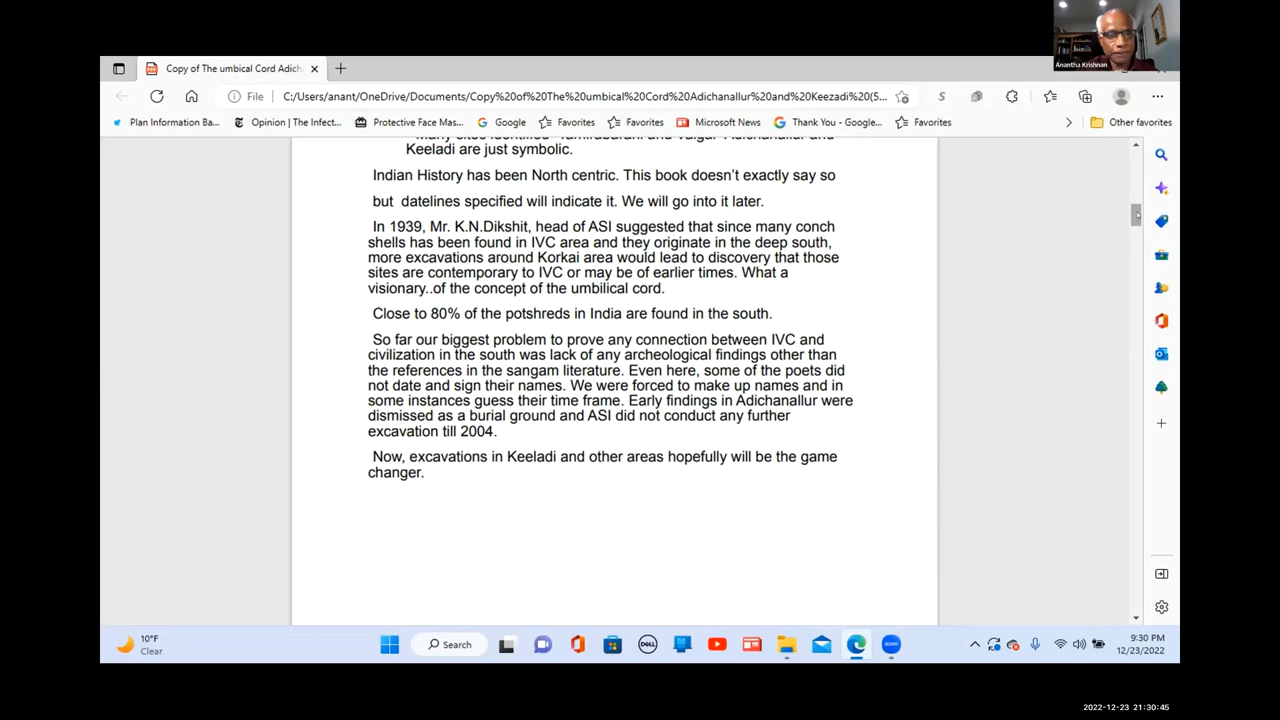 Anantha Krishnan
Copy of The umbical Cord Adich
File
C:/Users/anant/OneDrive/Documents/Copy%20of%20The%20umbical%20Cord%20Adichanallur%20and%20Keezadi%20(5...
Plan Information Ba...
Opinion | The Infect...
Protective Face Mas...
Google
Favorites
Favorites
Microsoft News
Thank You - Google...
Favorites
Other favorites
Keeladi are just symbolic.
Indian History has been North centric. This book doesn't exactly say so
but datelines specified will indicate it. We will go into it later.
In 1939, Mr. K.N.Dikshit, head of ASI suggested that since many conch
shells has been found in IVC area and they originate in the deep south,
more excavations around Korkai area would lead to discovery that those
sites are contemporary to IVC or may be of earlier times. What a
visionary..of the concept of the umbilical cord.
Close to 80% of the potshreds in India are found in the south.
So far our biggest problem to prove any connection between IVC and
civilization in the south was lack of any archeological findings other than
the references in the sangam literature. Even here, some of the poets did
not date and sign their names. We were forced to make up names and in
some instances guess their time frame. Early findings in Adichanallur were
dismissed as a burial ground and ASI did not conduct any further
excavation till 2004.
Now, excavations in Keeladi and other areas hopefully will be the game
changer.
10°F
Clear
Search
DELL
zoom
9:30 PM
12/23/2022
2022-12-23 21:30:45